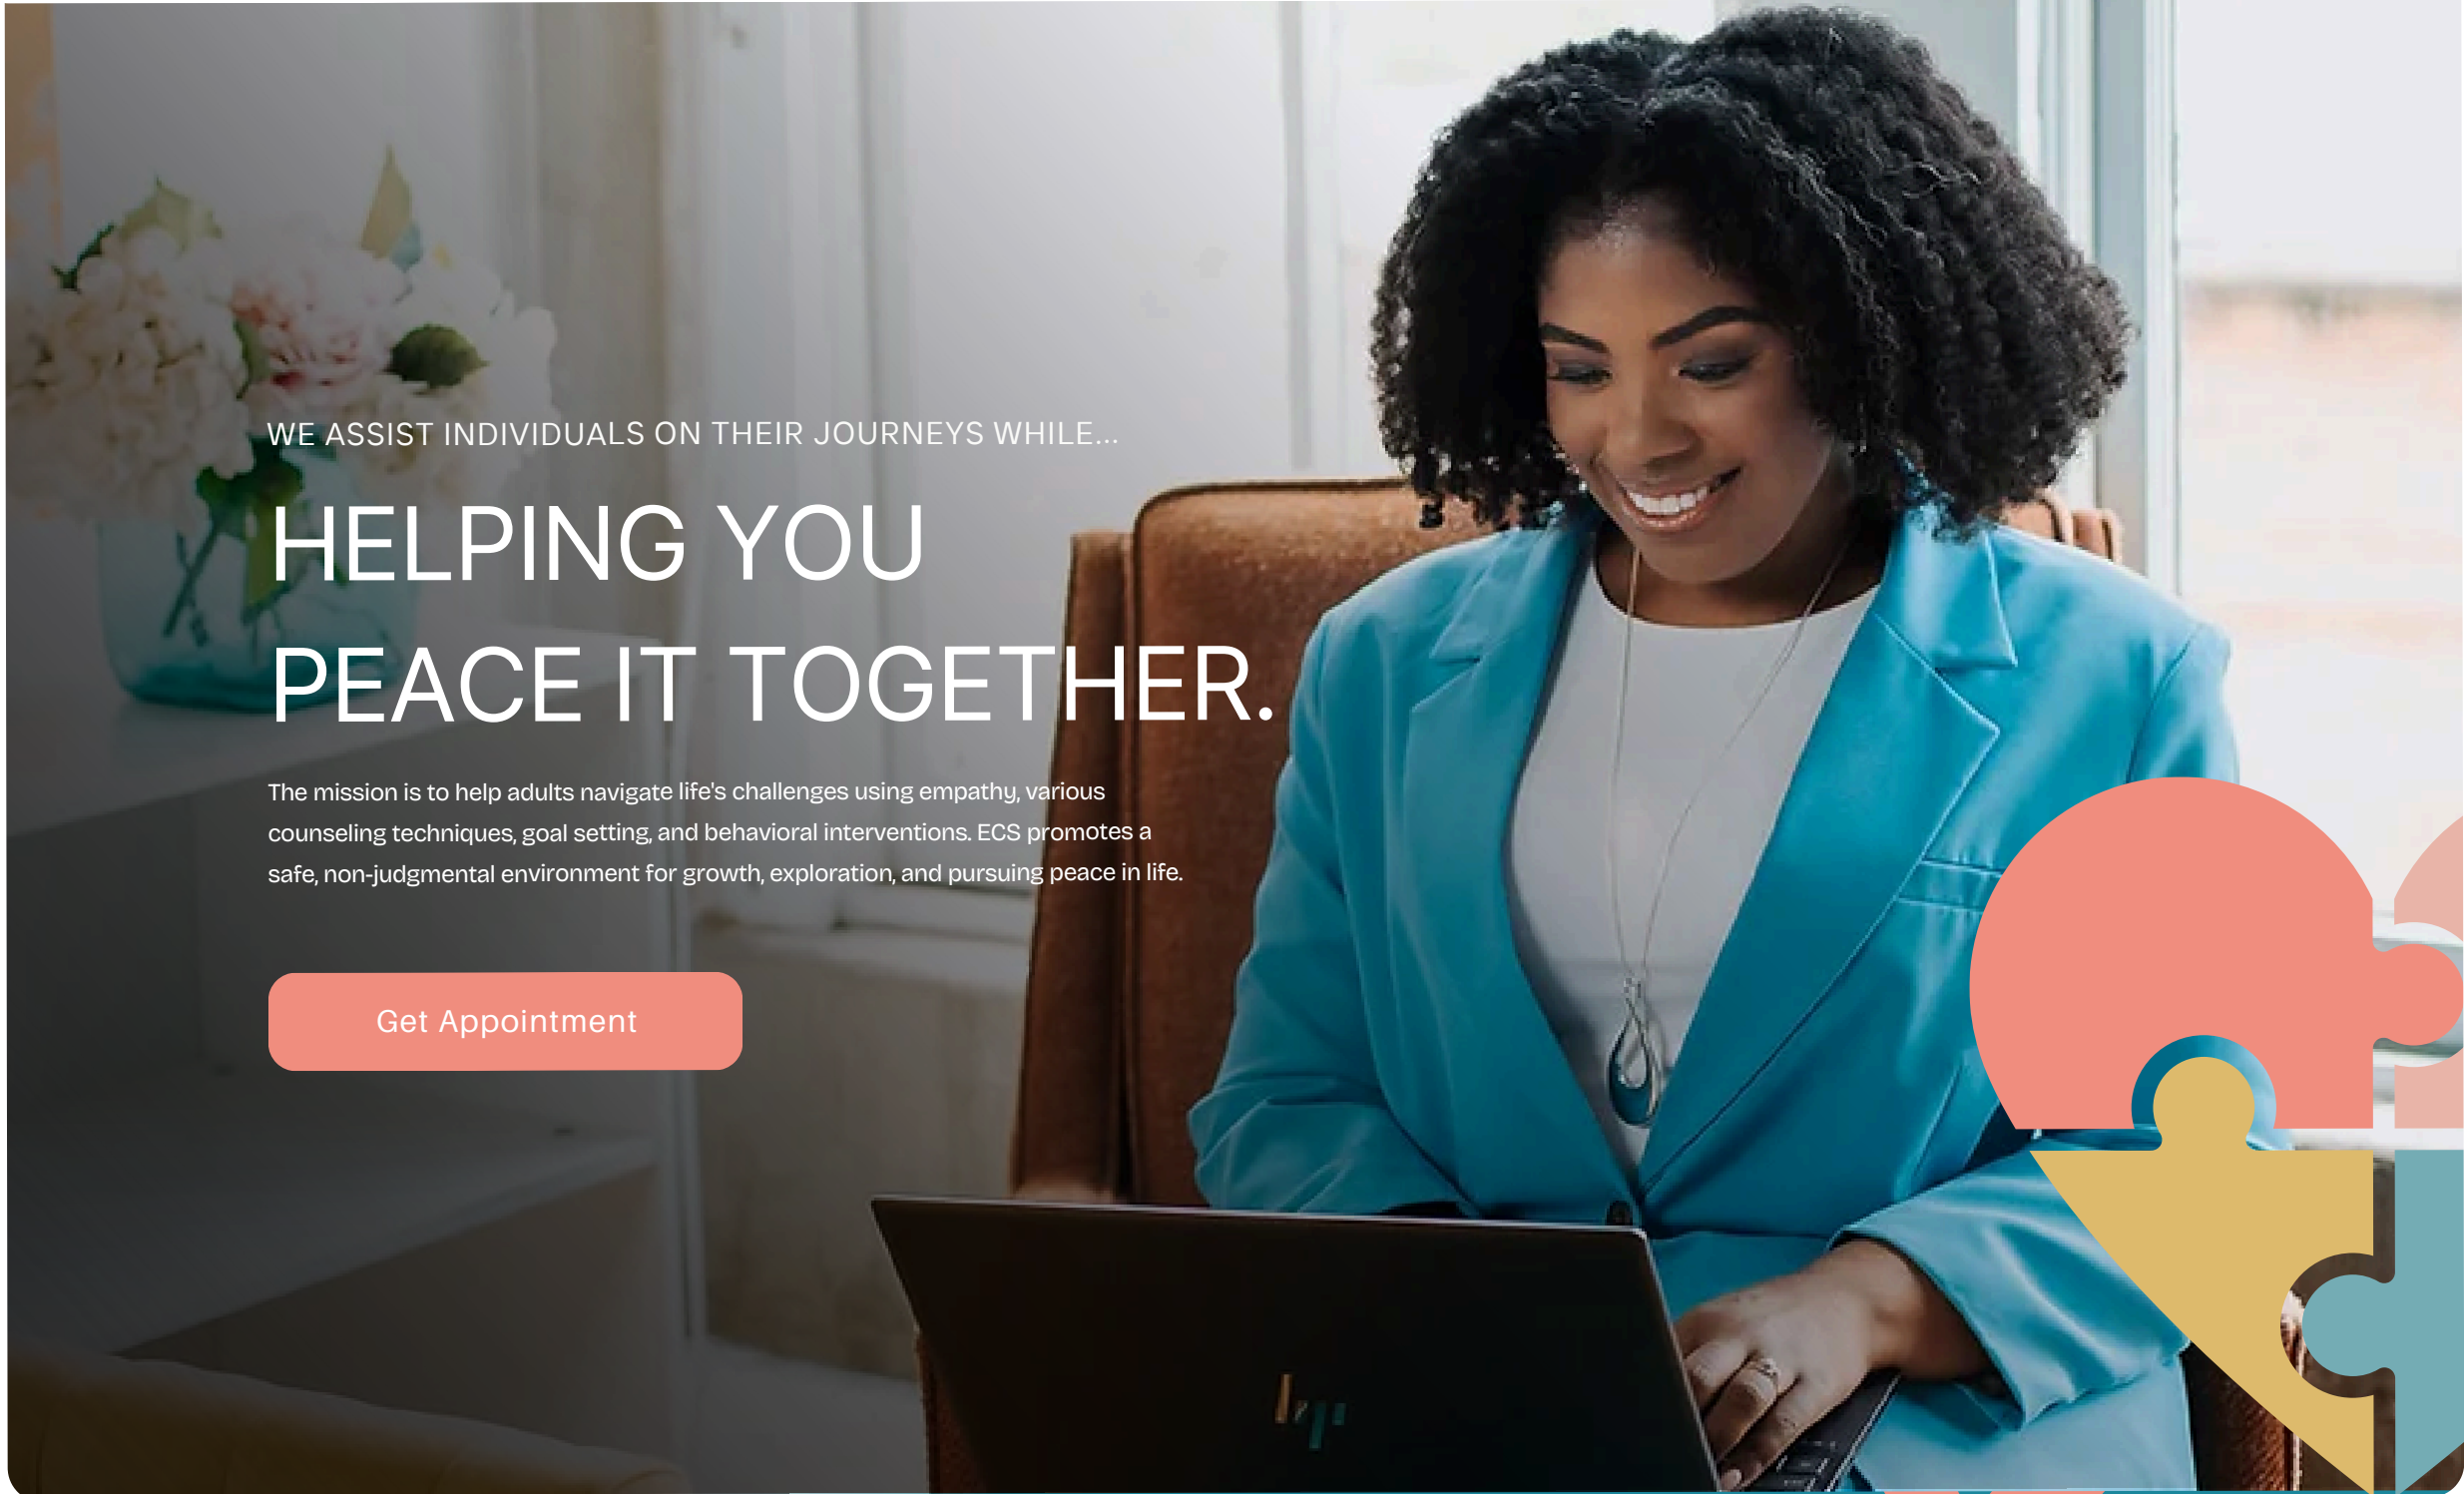 WE ASSIST INDIVIDUALS ON THEIR JOURNEYS WHILE...
HELPING YOU
PEACE IT TOGETHER.
The mission is to help adults navigate life's challenges using empathy, various
counseling techniques, goal setting, and behavioral interventions. ECS promotes a
safe, non-judgmental environment for growth, exploration, and pursuing peace in life.
Get Appointment
hp